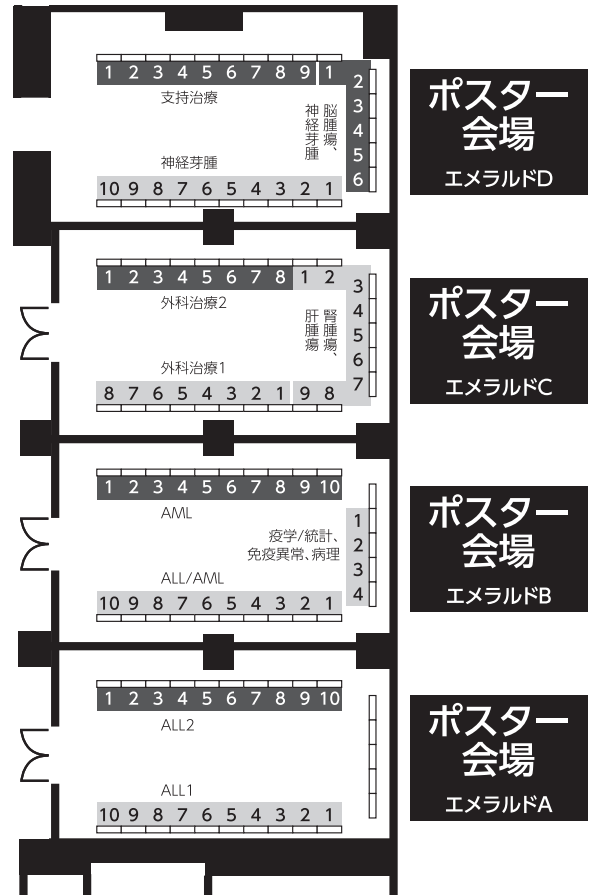 1 2 3 4 5 6 7 8 9 1
2
3
4
5
6
支持治療
脳腫瘍、
神経芽腫
神経芽腫
10 9 8 7 6 5 4 3 2 1
ポスター
会場
エメラルドD
1 2 3 4 5 6 7 8 1 2
3
4
5
6
7
外科治療2
腎腫瘍、
肝腫瘍
外科治療1
8 7 6 5 4 3 2 1 9 8
ポスター
会場
エメラルドC
1 2 3 4 5 6 7 8 9 10
AML
疫学/統計、
免疫異常、病理
1
2
3
4
ALL/AML
10 9 8 7 6 5 4 3 2 1
ポスター
会場
エメラルドB
1 2 3 4 5 6 7 8 9 10
ALL2
ALL1
10 9 8 7 6 5 4 3 2 1
ポスター
会場
エメラルドA